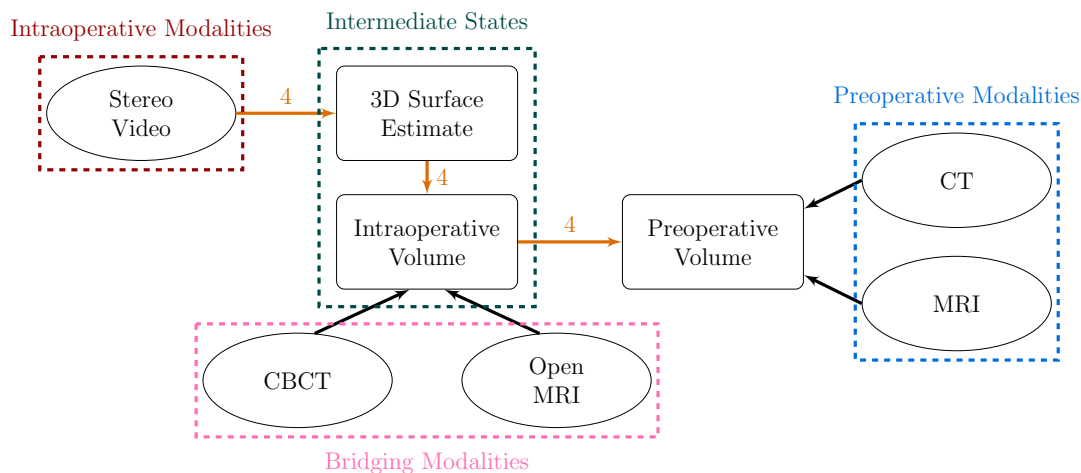 Intraoperative Modalities
Intermediate States
Stereo
Video
4
3D Surface
Estimate
Preoperative Modalities
4
CT
Intraoperative
Volume
4
Preoperative
Volume
MRI
CBCT
Open
MRI
Bridging Modalities